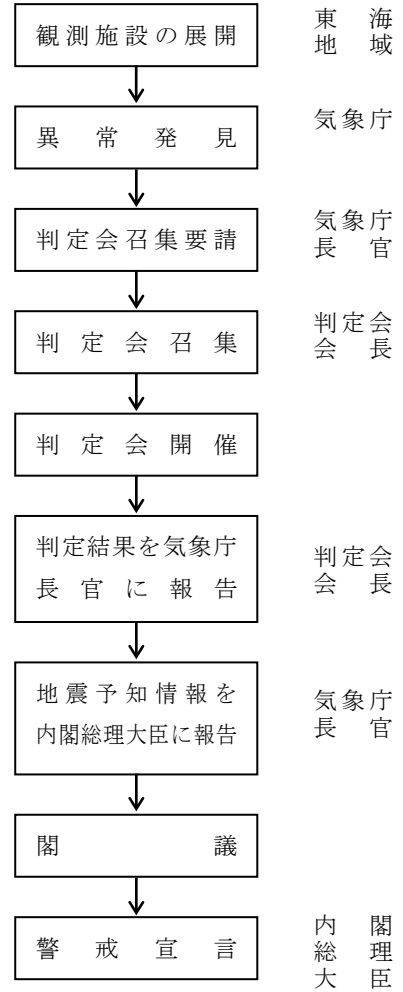 観測施設の展開
東海
地域
異常発見
気象庁
判定会召集要請
気象庁
長官
判定会召集
判定会
会長
判定会開催
判定結果を気象庁
長官に報告
判定会
会長
地震予知情報を
内閣総理大臣に報告
気象庁
長官
閣議
警戒宣言
内閣
総理
大臣